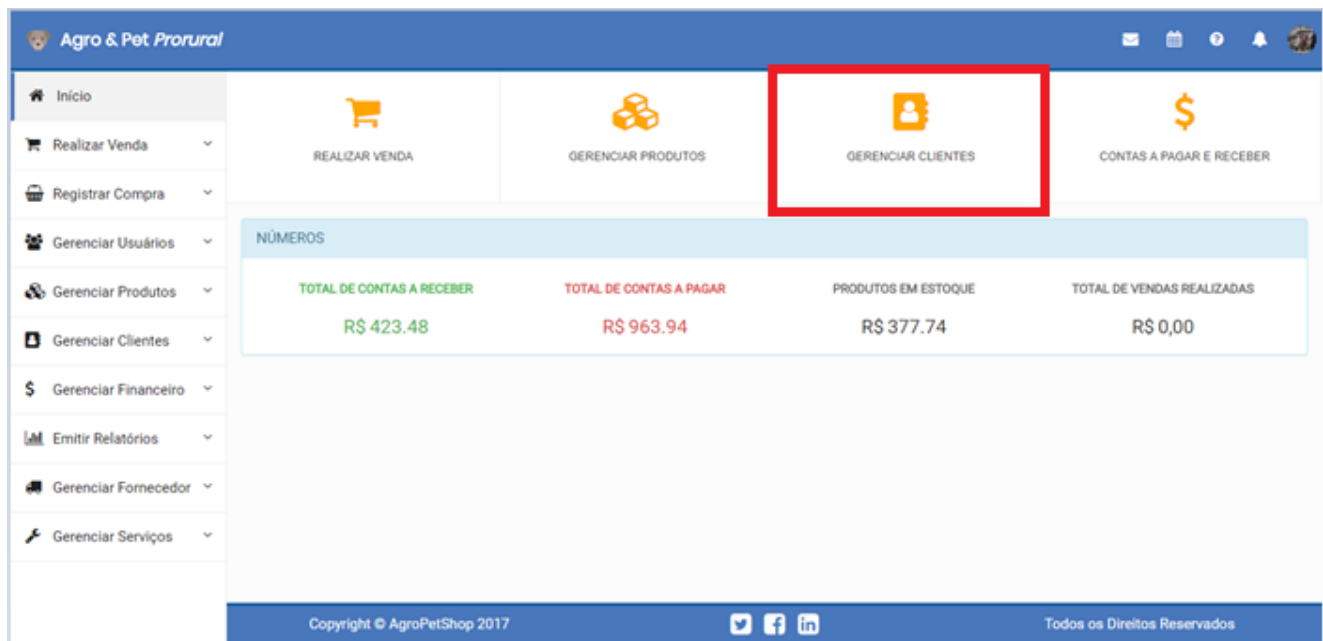 Agro & Pet Prorural
Início
Realizar Venda
Registrar Compra
Gerenciar Usuários
Gerenciar Produtos
Gerenciar Clientes
$ Gerenciar Financeiro
Emitir Relatórios
Gerenciar Fornecedor
Gerenciar Serviços
REALIZAR VENDA
GERENCIAR PRODUTOS
GERENCIAR CLIENTES
$
CONTAS A PAGAR E RECEBER
NÚMEROS
TOTAL DE CONTAS A RECEBER
R$ 423.48
TOTAL DE CONTAS A PAGAR
R$ 963.94
PRODUTOS EM ESTOQUE
R$ 377.74
TOTAL DE VENDAS REALIZADAS
R$ 0,00
Copyright © AgroPetShop 2017
Todos os Direitos Reservados